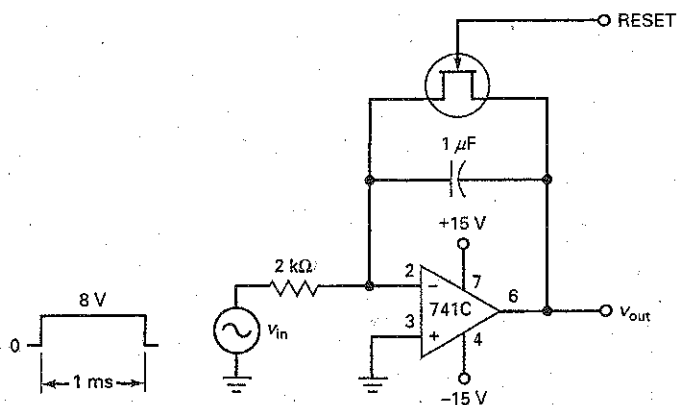 RESET
1 μF
+15 V
2 kΩ
2
7
8 V
6
741C
3
v_out
v_in
4
0
1 ms
−15 V